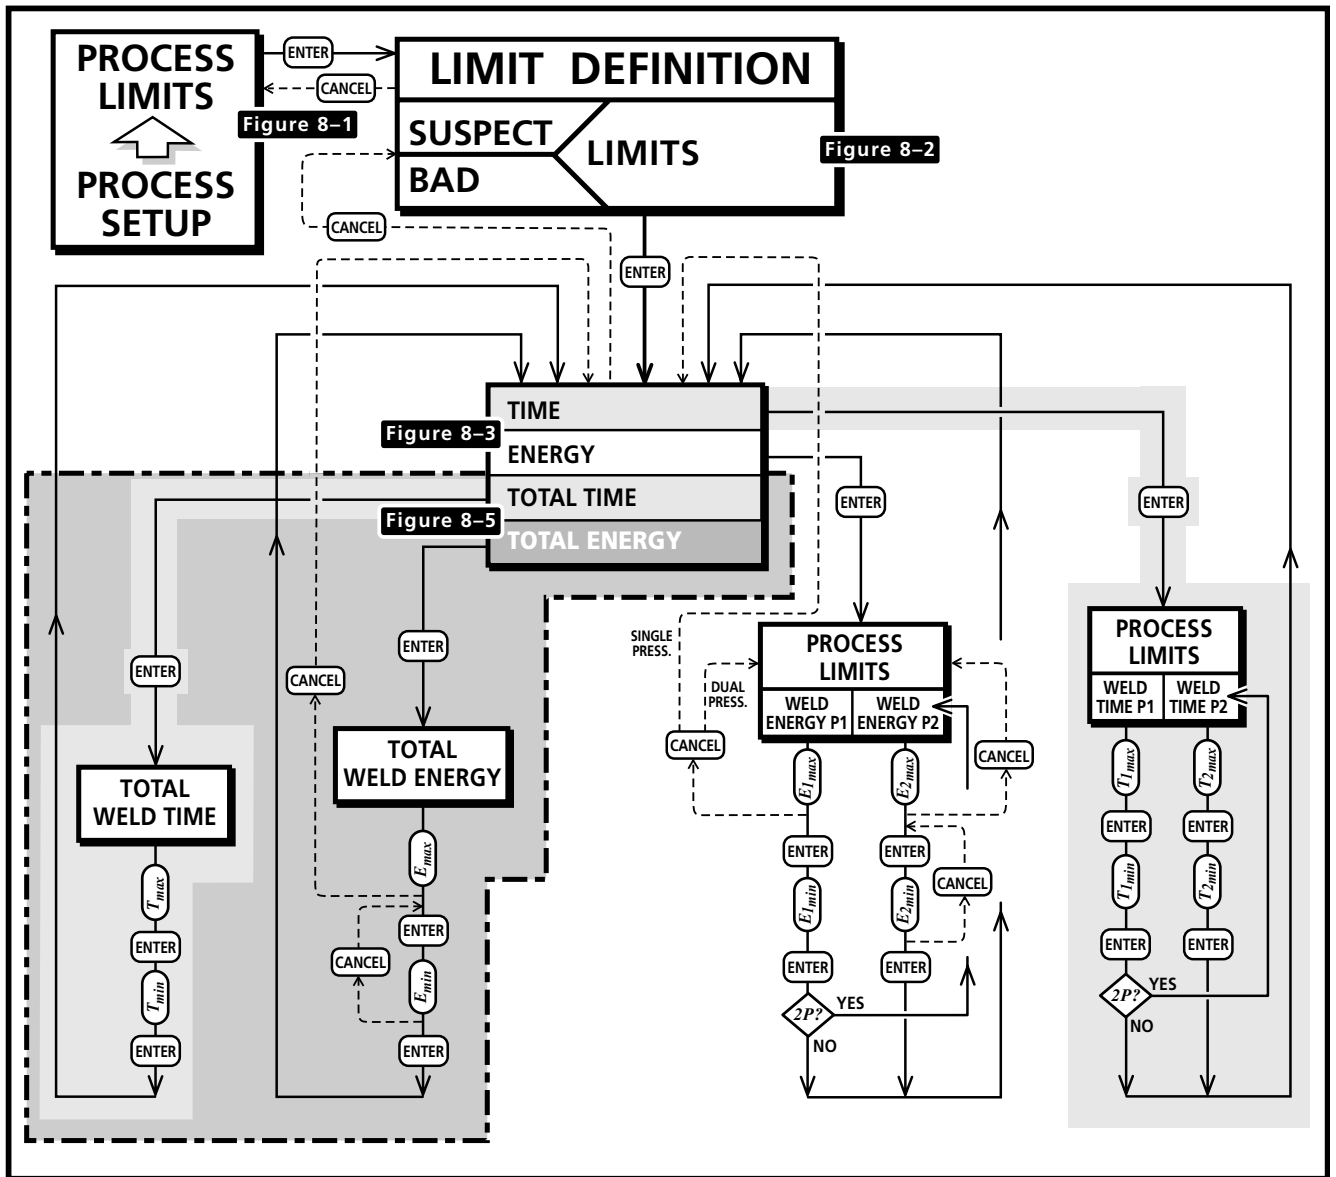 PROCESS
LIMITS
PROCESS
SETUP
ENTER
CANCEL
Figure 8–1
LIMIT DEFINITION
SUSPECT
BAD
LIMITS
Figure 8–2
CANCEL
ENTER
TIME
Figure 8–3
ENERGY
TOTAL TIME
Figure 8–5
TOTAL ENERGY
ENTER
ENTER
ENTER
ENTER
CANCEL
TOTAL
WELD TIME
Tmax
ENTER
Tmin
ENTER
TOTAL
WELD ENERGY
Emax
ENTER
CANCEL
Emin
ENTER
SINGLE
PRESS.
DUAL
PRESS.
CANCEL
PROCESS
LIMITS
WELD
ENERGY P1
WELD
ENERGY P2
CANCEL
E1max
E2max
ENTER
ENTER
CANCEL
E1min
E2min
ENTER
ENTER
2P?
YES
NO
PROCESS
LIMITS
WELD
TIME P1
WELD
TIME P2
T1max
T2max
ENTER
ENTER
T1min
T2min
ENTER
ENTER
2P?
YES
NO